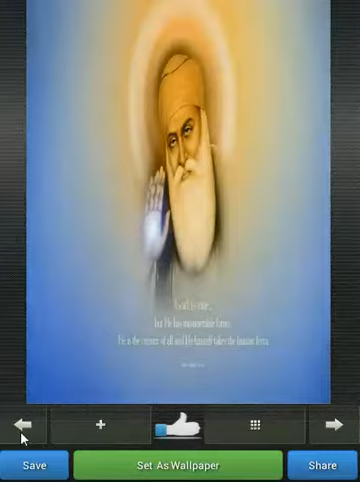 God is one..
but He has innumerable forms.
He is the creator of all and He himself takes the human form.
Save
Set As Wallpaper
Share